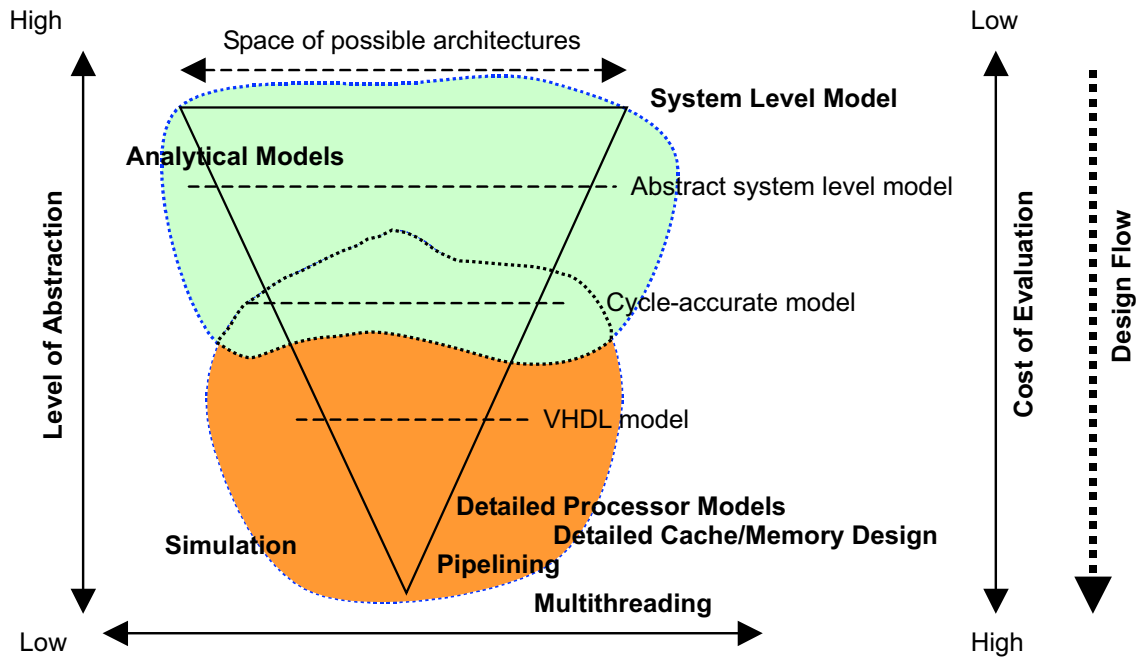 High
Low
Space of possible architectures
System Level Model
Analytical Models
Abstract system level model
Level of Abstraction
Cost of Evaluation
Design Flow
Cycle-accurate model
VHDL model
Detailed Processor Models
Detailed Cache/Memory Design
Simulation
Pipelining
Multithreading
Low
High